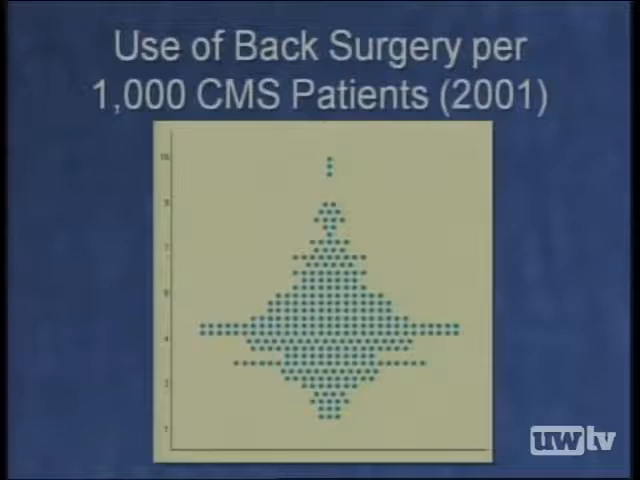 Use of Back Surgery per
1,000 CMS Patients (2001)
uwtv